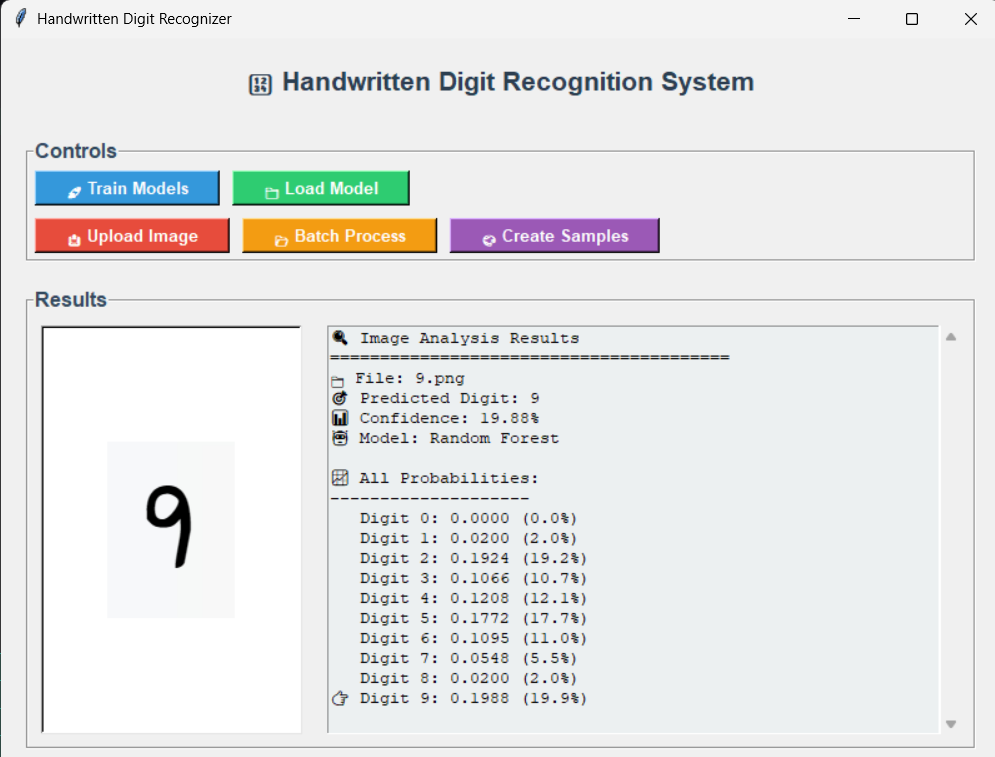 Handwritten Digit Recognizer
🔢 Handwritten Digit Recognition System
Controls
🚀 Train Models
📁 Load Model
📷 Upload Image
📂 Batch Process
🎨 Create Samples
Results
9
🔍 Image Analysis Results
========================================
📁 File: 9.png
🎯 Predicted Digit: 9
📊 Confidence: 19.88%
🤖 Model: Random Forest
📈 All Probabilities:
--------------------
Digit 0: 0.0000 (0.0%)
Digit 1: 0.0200 (2.0%)
Digit 2: 0.1924 (19.2%)
Digit 3: 0.1066 (10.7%)
Digit 4: 0.1208 (12.1%)
Digit 5: 0.1772 (17.7%)
Digit 6: 0.1095 (11.0%)
Digit 7: 0.0548 (5.5%)
Digit 8: 0.0200 (2.0%)
👉 Digit 9: 0.1988 (19.9%)